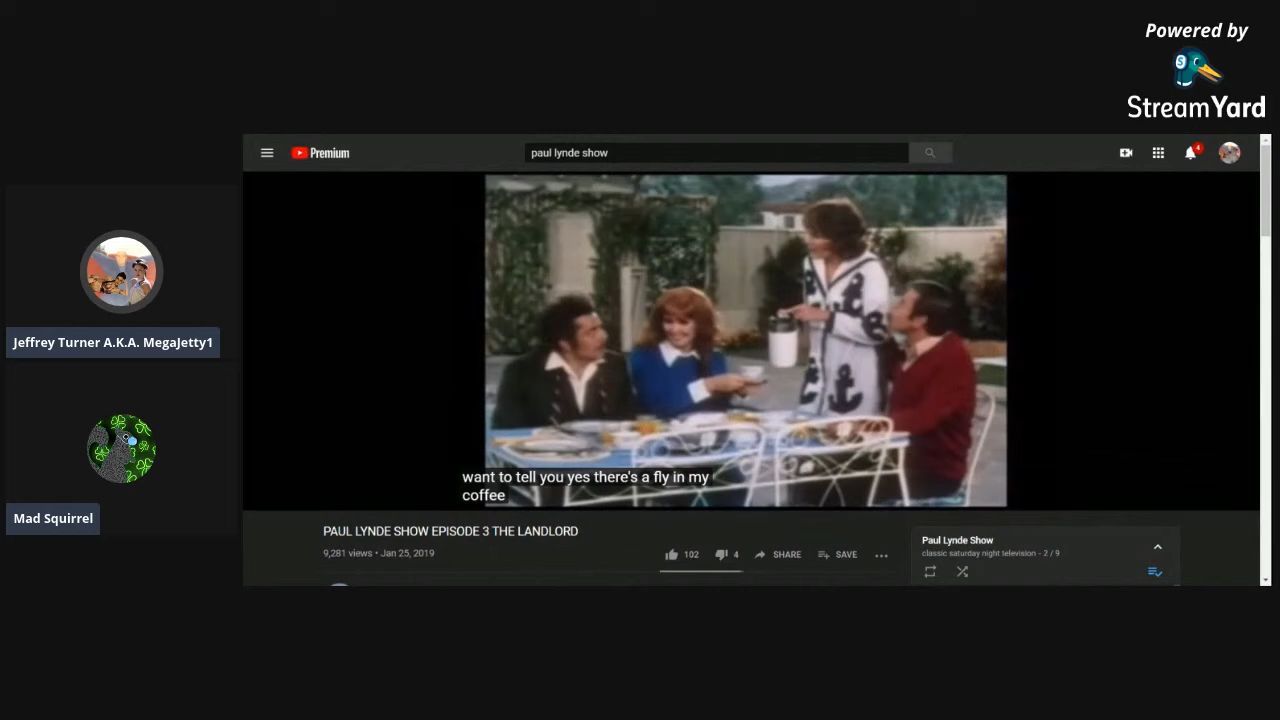 Powered by
StreamYard
Premium
paul lynde show
4
Jeffrey Turner A.K.A. MegaJetty1
Mad Squirrel
want to tell you yes there's a fly in my
coffee
PAUL LYNDE SHOW EPISODE 3 THE LANDLORD
9,281 views • Jan 25, 2019
102
4
SHARE
SAVE
Paul Lynde Show
classic saturday night television - 2 / 9